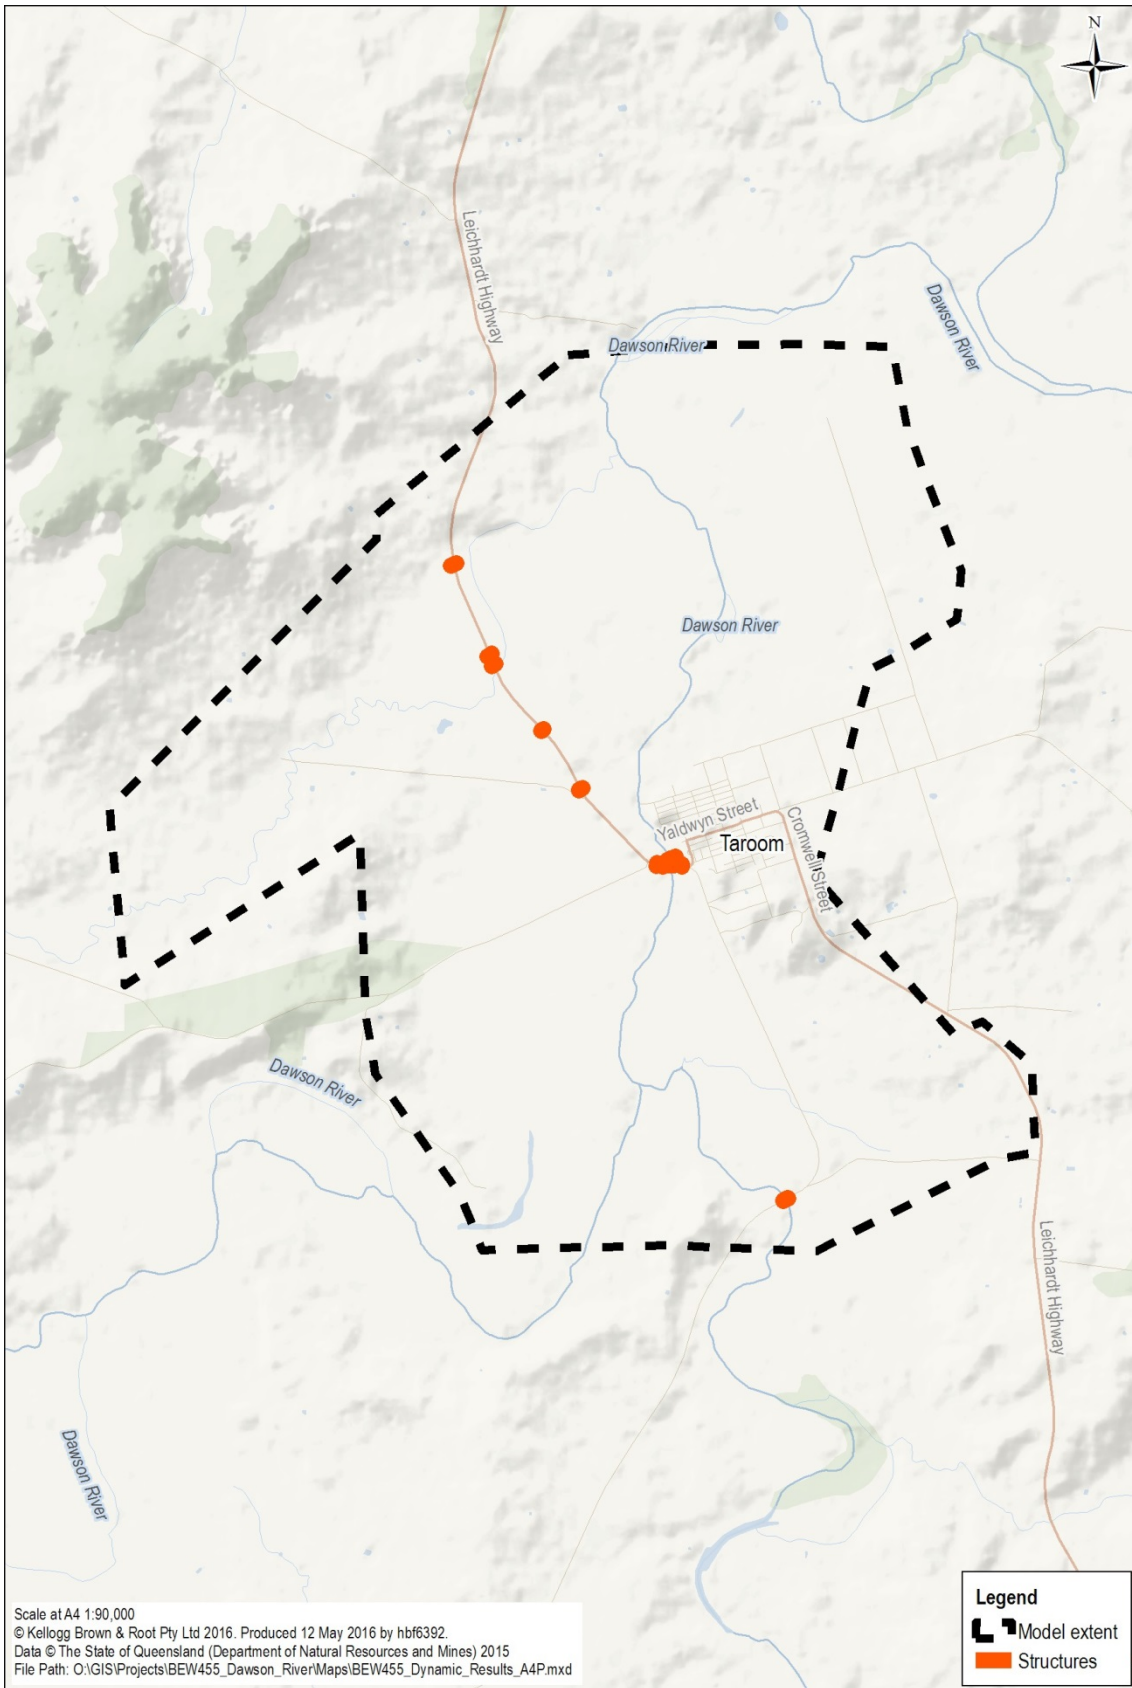 N
Leichhardt Highway
Dawson River
Dawson River
Dawson River
Yaldwyn Street
Taroom
Cromwell Street
Dawson River
Leichhardt Highway
Dawson River
Scale at A4 1:90,000
© Kellogg Brown & Root Pty Ltd 2016. Produced 12 May 2016 by hbf6392.
Data © The State of Queensland (Department of Natural Resources and Mines) 2015
File Path: O:\GIS\Projects\BEW455_Dawson_River\Maps\BEW455_Dynamic_Results_A4P.mxd
Legend
Model extent
Structures